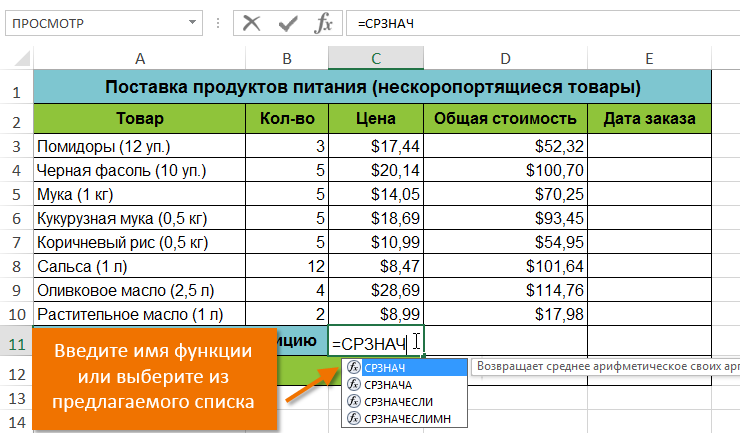 ПРОСМОТР =СРЗНАЧ
A B C D E
1 Поставка продуктов питания (нескоропортящиеся товары)
2 Товар Кол-во Цена Общая стоимость Дата заказа
3 Помидоры (12 уп.) 3 $17,44 $52,32
4 Черная фасоль (10 уп.) 5 $20,14 $100,70
5 Мука (1 кг) 5 $14,05 $70,25
6 Кукурузная мука (0,5 кг) 5 $18,69 $93,45
7 Коричневый рис (0,5 кг) 5 $10,99 $54,95
8 Сальса (1 л) 12 $8,47 $101,64
9 Оливковое масло (2,5 л) 4 $28,69 $114,76
10 Растительное масло (1 л) 2 $8,99 $17,98
11 ицию =СРЗНАЧ
Введите имя функции
или выберите из
предлагаемого списка
12
13
14
СРЗНАЧ Возвращает среднее арифметическое своих арг
СРЗНАЧА
СРЗНАЧЕСЛИ
СРЗНАЧЕСЛИМН